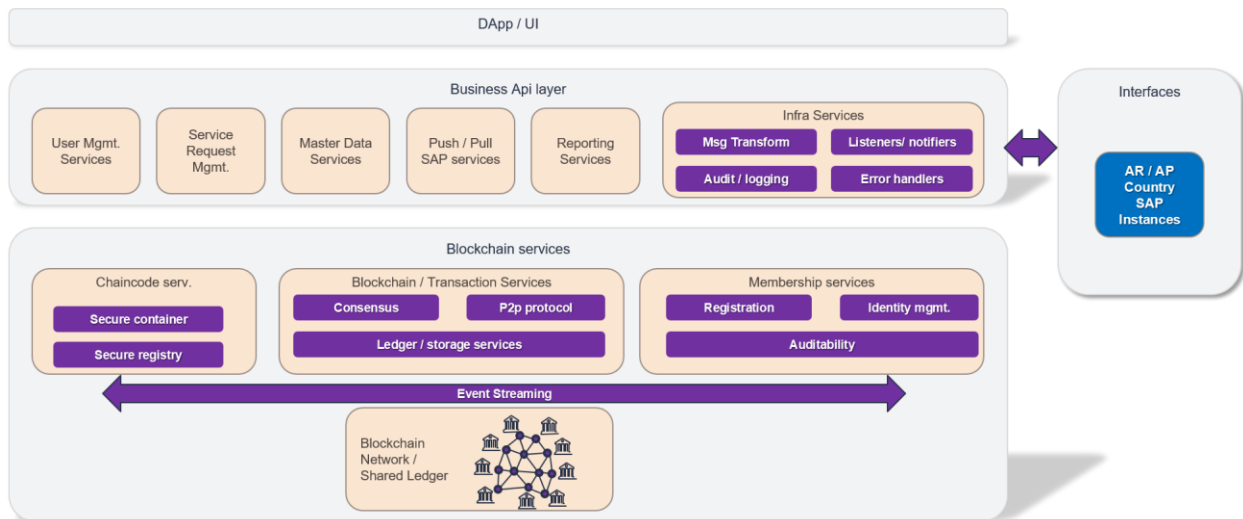 DApp / UI
Business Api layer
User Mgmt.
Services
Service
Request
Mgmt.
Master Data
Services
Push / Pull
SAP services
Reporting
Services
Infra Services
Msg Transform
Listeners/ notifiers
Audit / logging
Error handlers
Interfaces
AR / AP
Country
SAP
Instances
Blockchain services
Chaincode serv.
Secure container
Secure registry
Blockchain / Transaction Services
Consensus
P2p protocol
Ledger / storage services
Membership services
Registration
Identity mgmt.
Auditability
Event Streaming
Blockchain
Network /
Shared Ledger